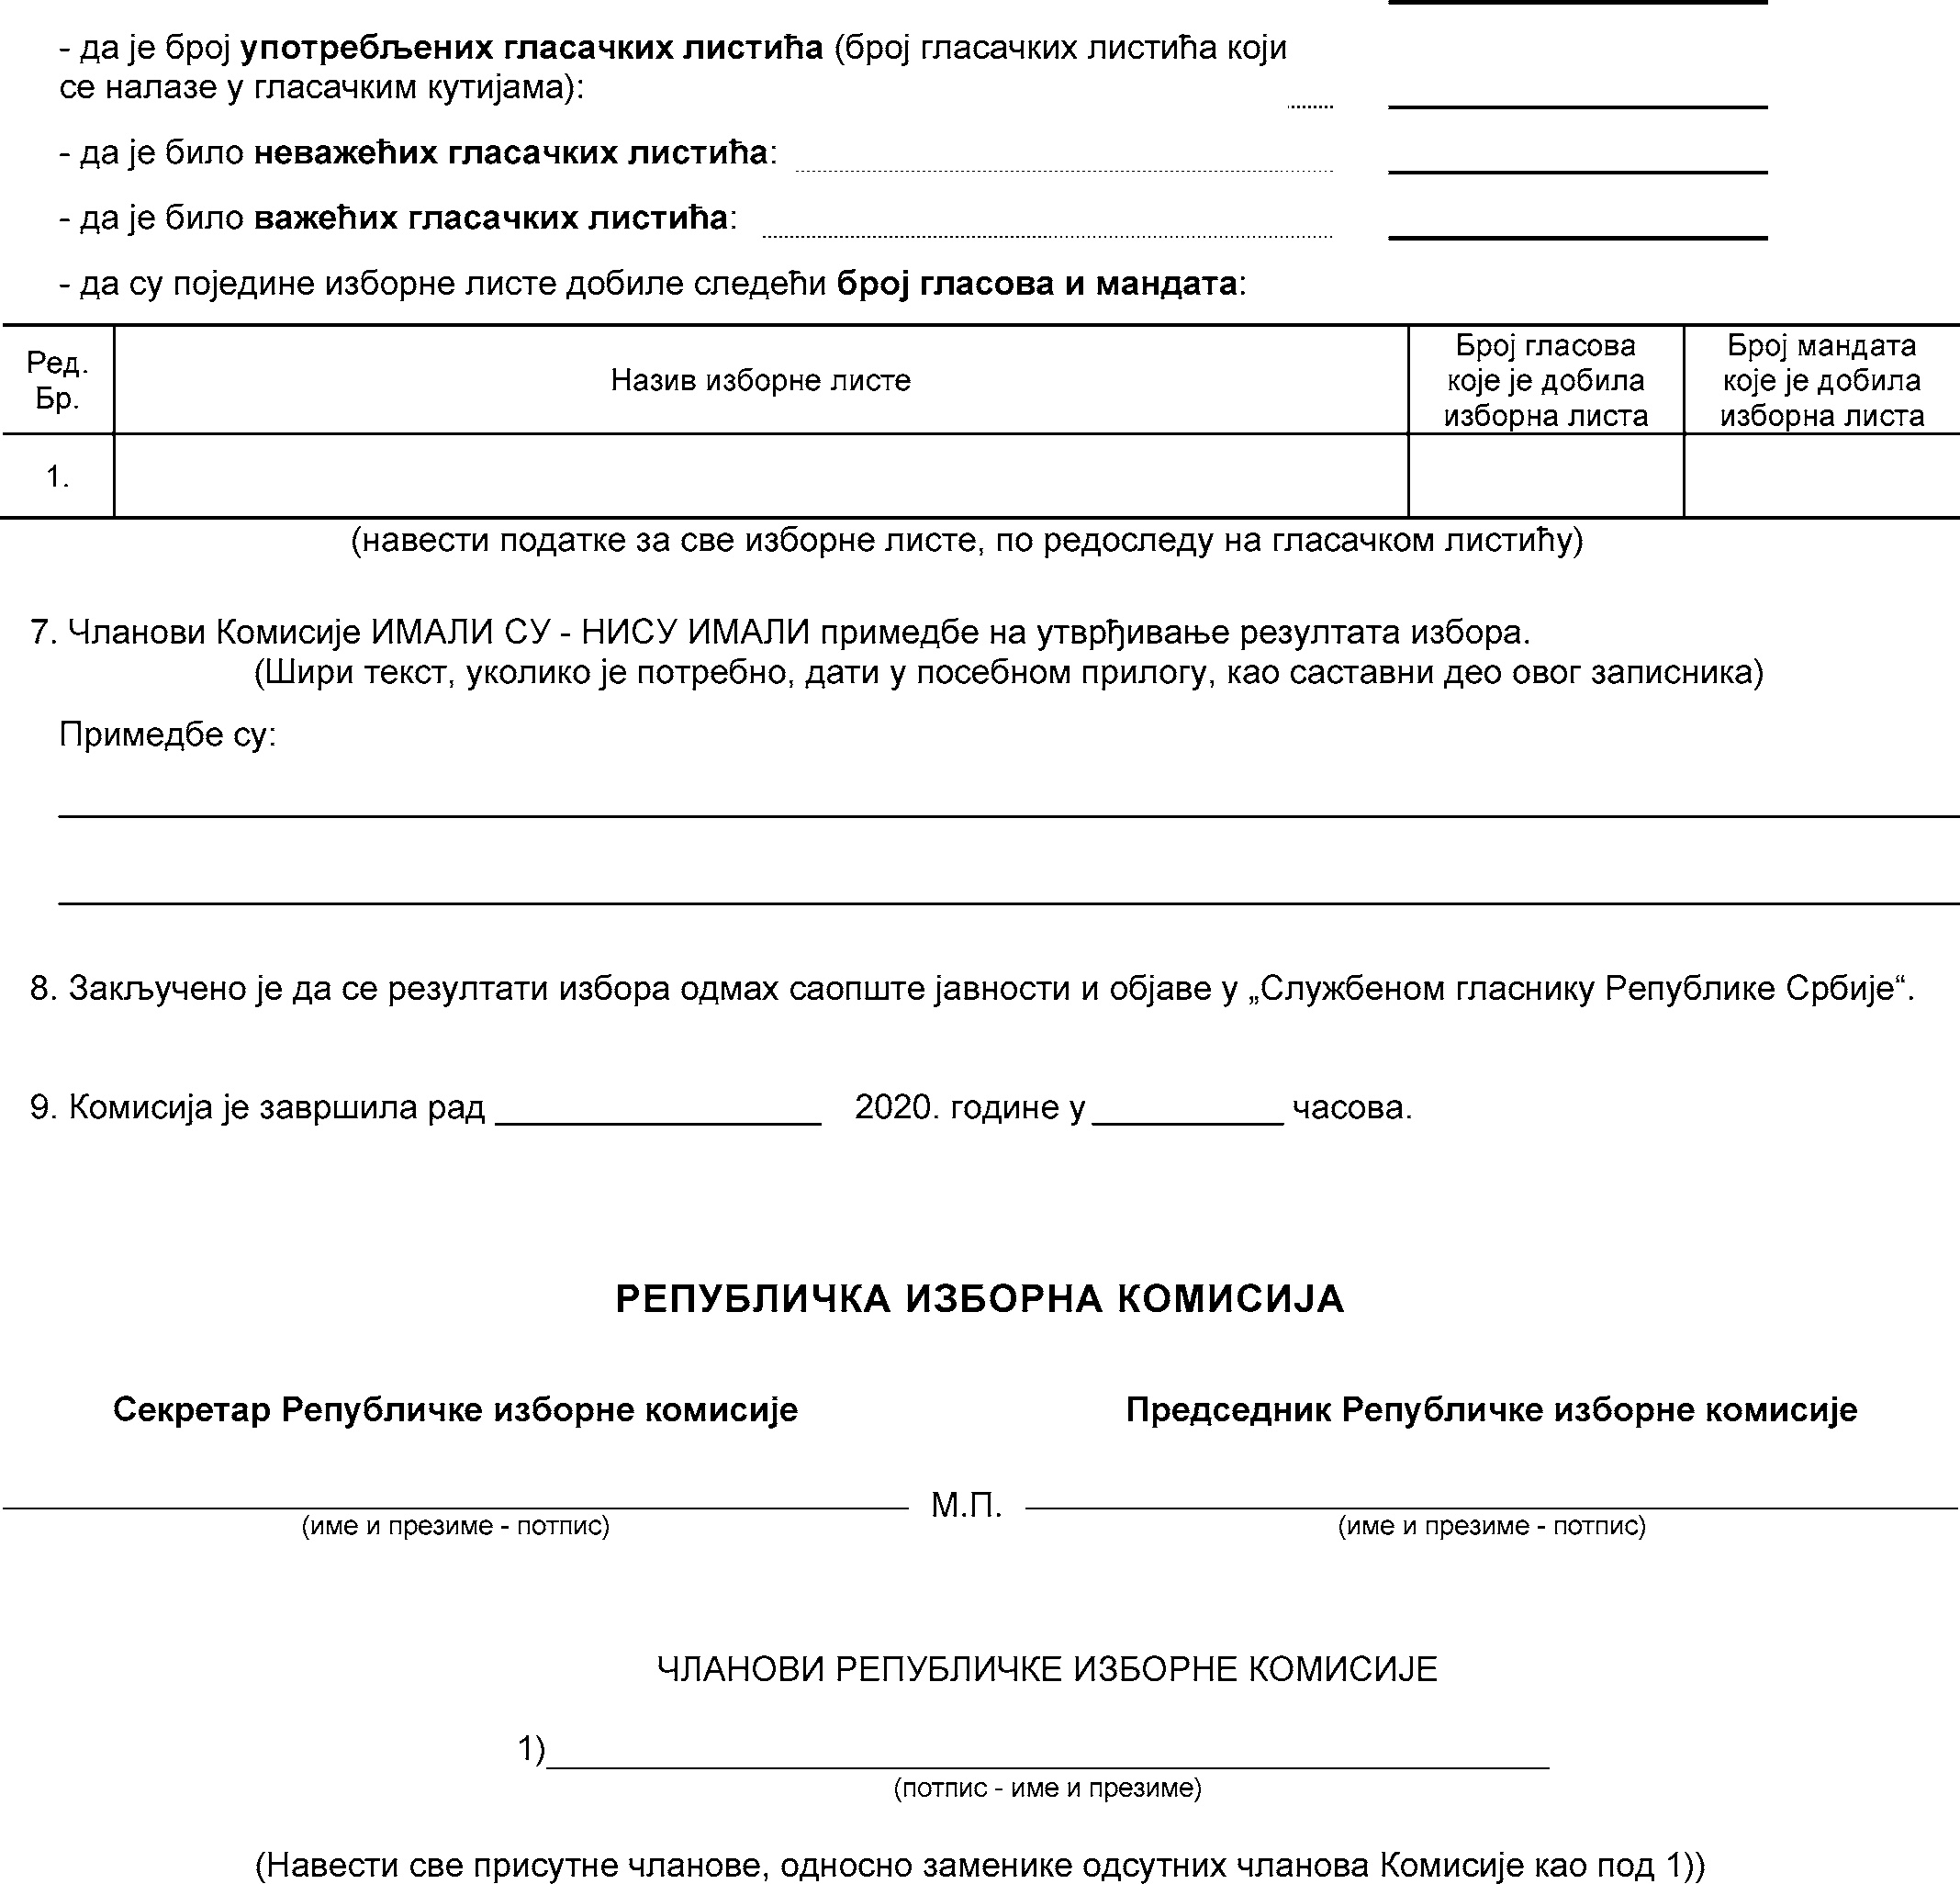 - да је број употребљених гласачких листића (број гласачких листића који
се налазе у гласачким кутијама):
- да је било неважећих гласачких листића:
- да је било важећих гласачких листића:
- да су поједине изборне листе добиле следећи број гласова и мандата:
Ред.
Бр.
Назив изборне листе
Број гласова
које је добила
изборна листа
Број мандата
које је добила
изборна листа
1.
(навести податке за све изборне листе, по редоследу на гласачком листићу)
7. Чланови Комисије ИМАЛИ СУ - НИСУ ИМАЛИ примедбе на утврђивање резултата избора.
(Шири текст, уколико је потребно, дати у посебном прилогу, као саставни део овог записника)
Примедбе су:
8. Закључено је да се резултати избора одмах саопште јавности и објаве у „Службеном гласнику Републике Србије“.
9. Комисија је завршила рад _________ 2020. године у _________ часова.
РЕПУБЛИЧКА ИЗБОРНА КОМИСИЈА
Секретар Републичке изборне комисије
Председник Републичке изборне комисије
М.П.
(име и презиме - потпис)
(име и презиме - потпис)
ЧЛАНОВИ РЕПУБЛИЧКЕ ИЗБОРНЕ КОМИСИЈЕ
1)
(потпис - име и презиме)
(Навести све присутне чланове, односно заменике одсутних чланова Комисије као под 1))